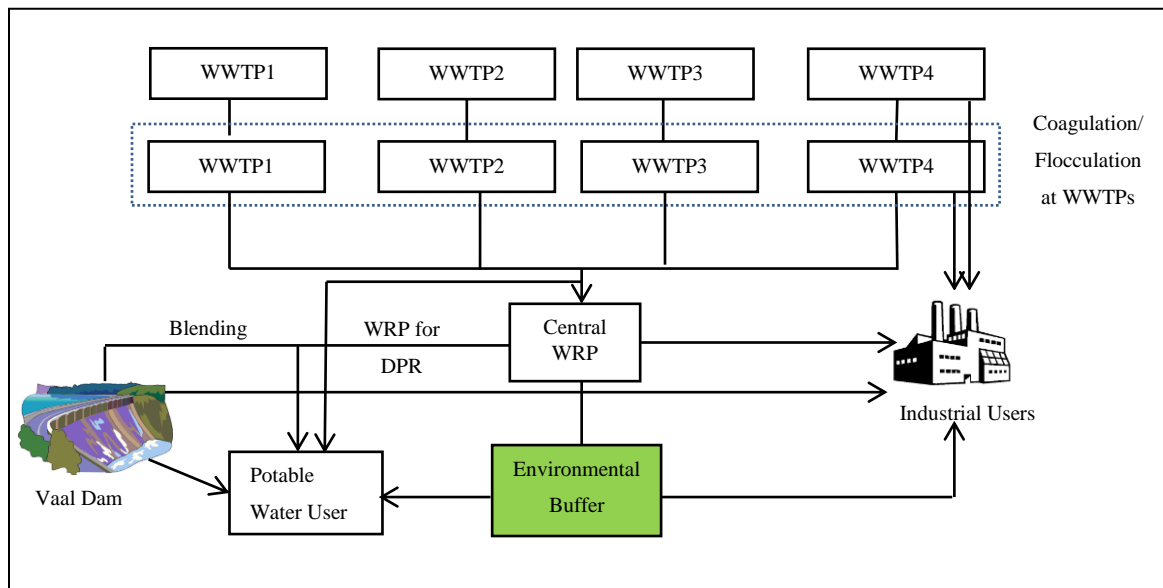 WWTP1
WWTP2
WWTP3
WWTP4
Coagulation/
Flocculation
at WWTPs
WWTP1
WWTP2
WWTP3
WWTP4
Blending
WRP for
DPR
Central
WRP
Industrial Users
Vaal Dam
Potable
Water User
Environmental
Buffer